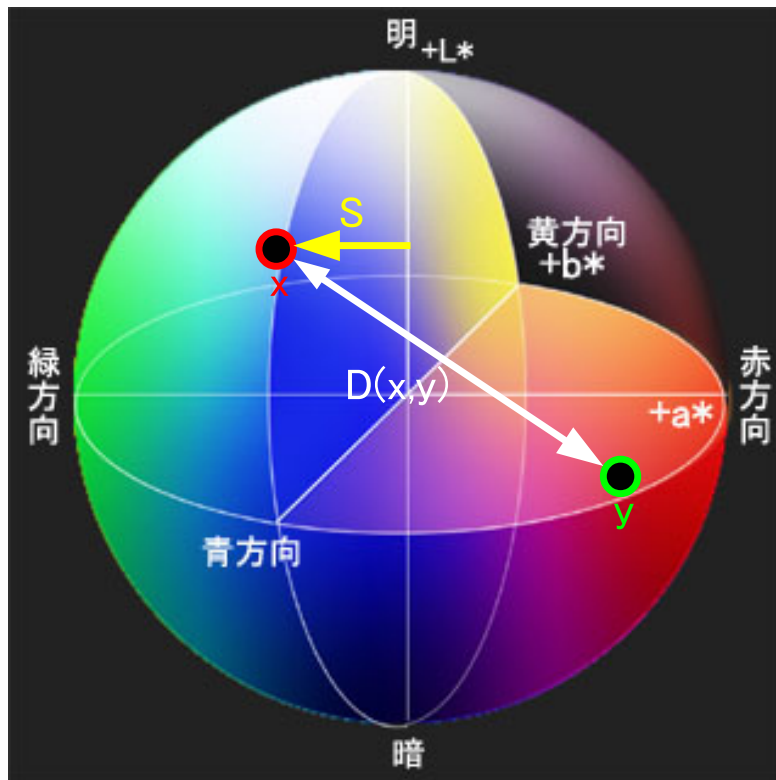 明 +L*
S
黄方向
+b*
x
緑方向
D(x,y)
+a*
赤方向
y
青方向
暗